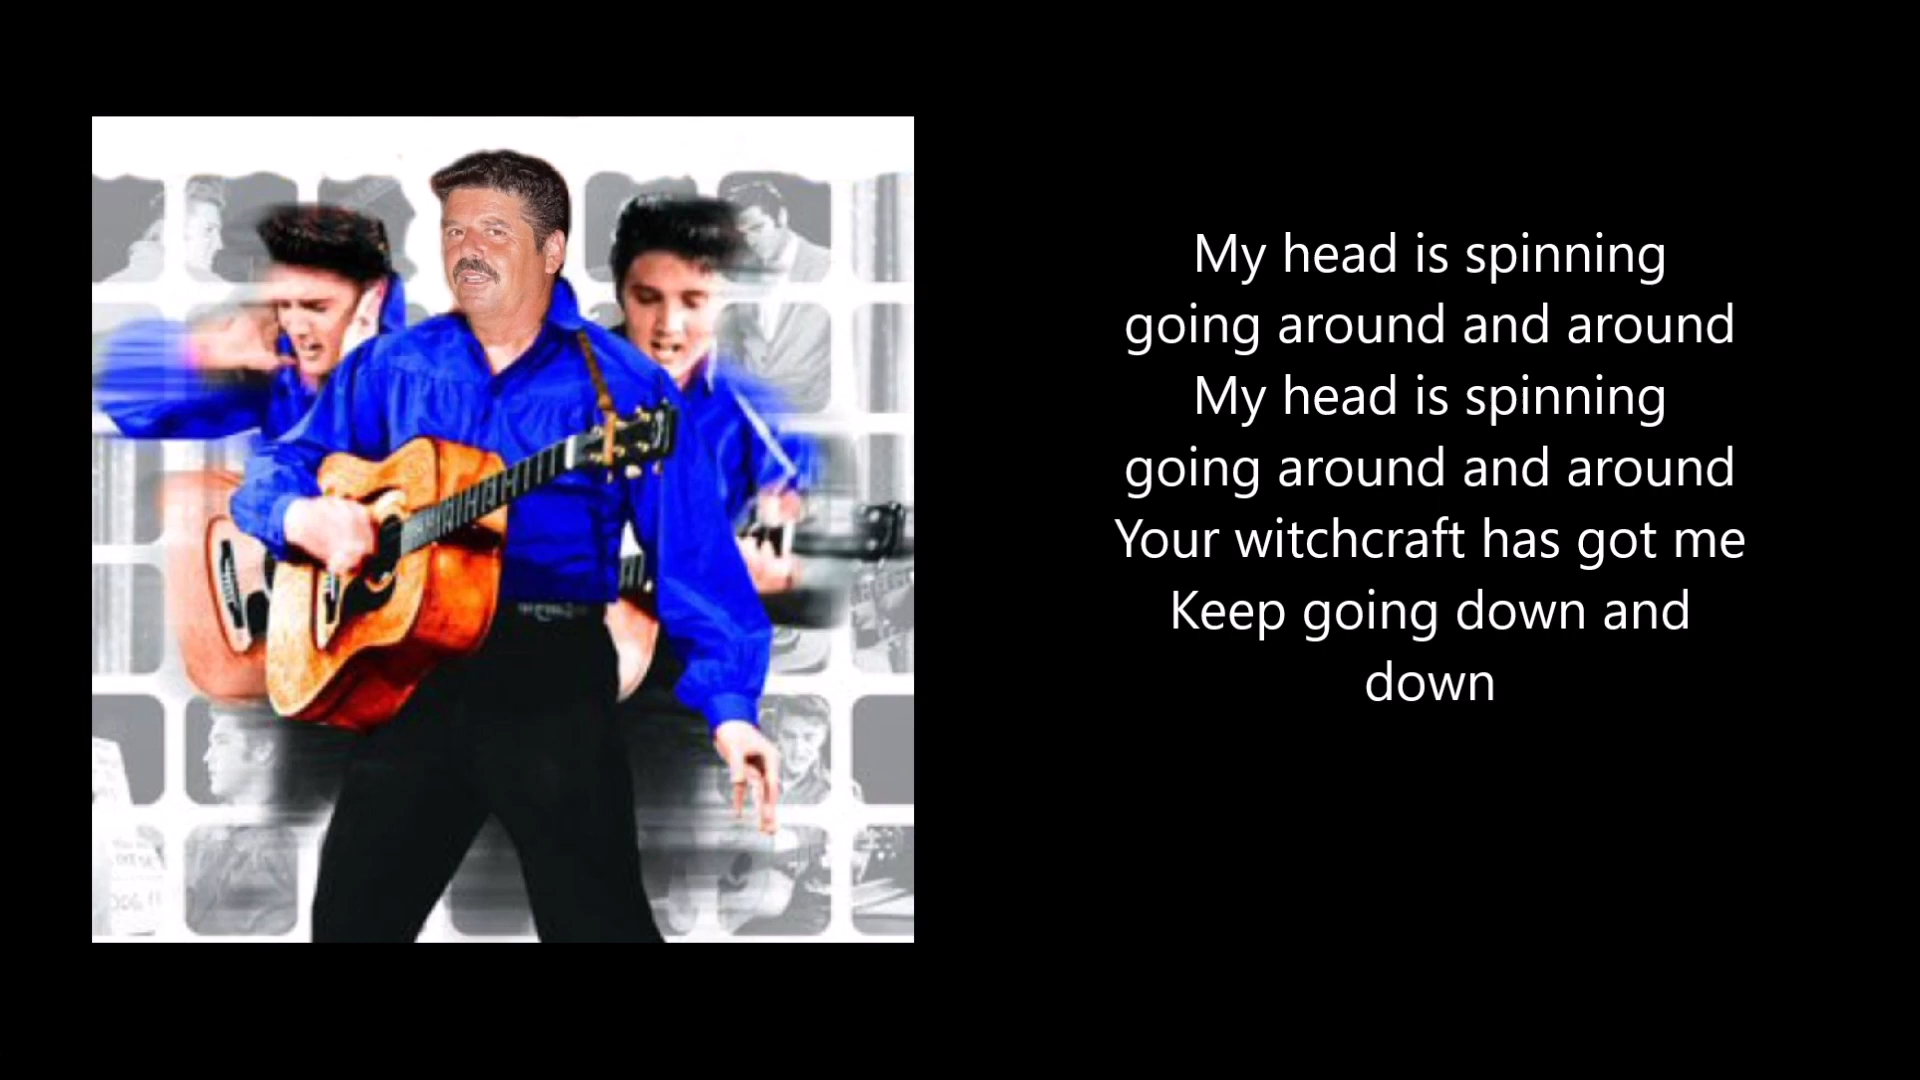 My head is spinning
going around and around
My head is spinning
going around and around
Your witchcraft has got me
Keep going down and
down